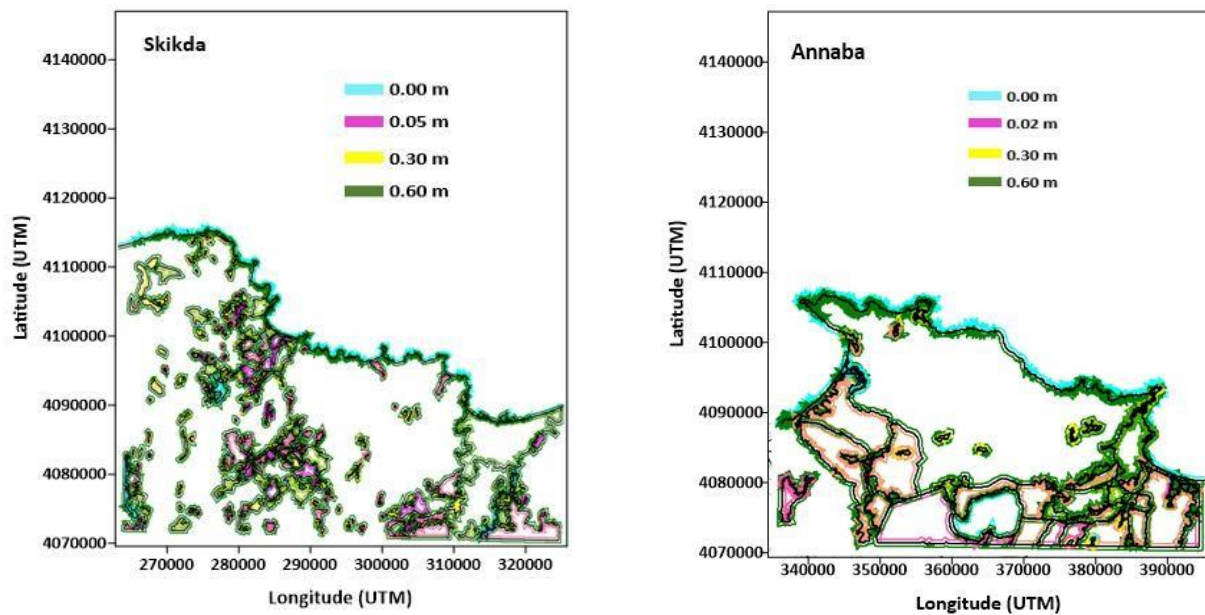 Skikda
0.00 m
0.05 m
0.30 m
0.60 m
4140000
4130000
4120000
4110000
4100000
4090000
4080000
4070000
Latitude (UTM)
270000 280000 290000 300000 310000 320000
Longitude (UTM)
Annaba
0.00 m
0.02 m
0.30 m
0.60 m
4140000
4130000
4120000
4110000
4100000
4090000
4080000
4070000
Latitude (UTM)
340000 350000 360000 370000 380000 390000
Longitude (UTM)